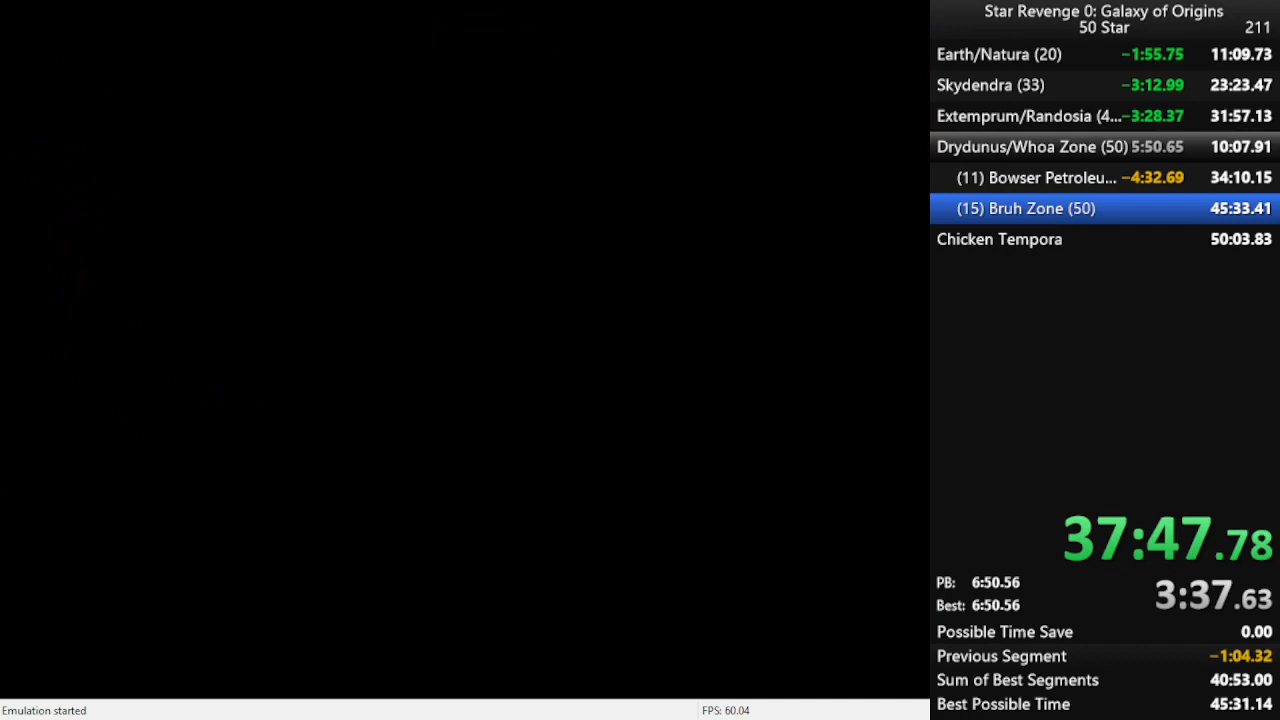 Star Revenge 0: Galaxy of Origins
50 Star 211
Earth/Natura (20) −1:55.75 11:09.73
Skydendra (33) −3:12.99 23:23.47
Extemprum/Randosia (4... −3:28.37 31:57.13
Drydunus/Whoa Zone (50) 5:50.65 10:07.91
(11) Bowser Petroleu... −4:32.69 34:10.15
(15) Bruh Zone (50) 45:33.41
Chicken Tempora 50:03.83
37:47.78
PB: 6:50.56
3:37.63
Best: 6:50.56
Possible Time Save 0.00
Previous Segment −1:04.32
Sum of Best Segments 40:53.00
Best Possible Time 45:31.14
Emulation started FPS: 60.04